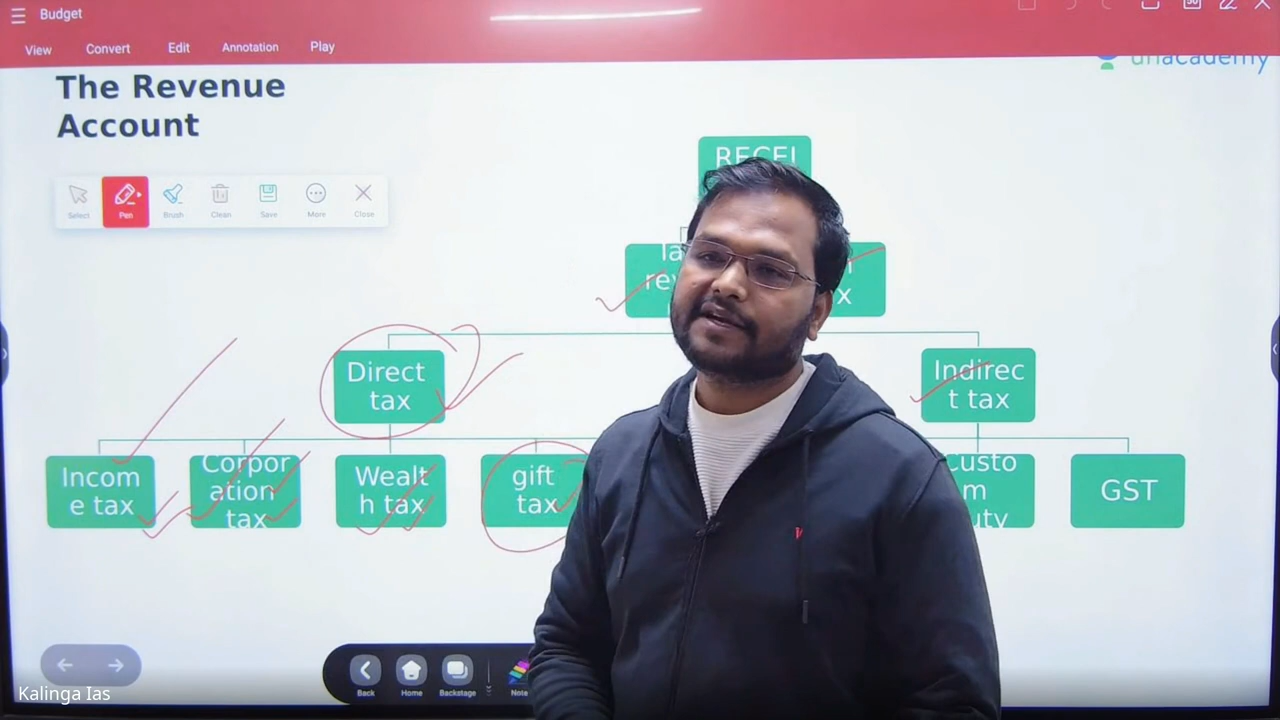 Budget
View Convert Edit Annotation Play
unacademy
The Revenue
Account
Select Pen Brush Clean Save More Close
Direct
tax
Indirec
t tax
Incom
e tax
Corpor
ation
tax
Wealt
h tax
gift
tax
GST
Back Home Backstage Note
Kalinga Ias